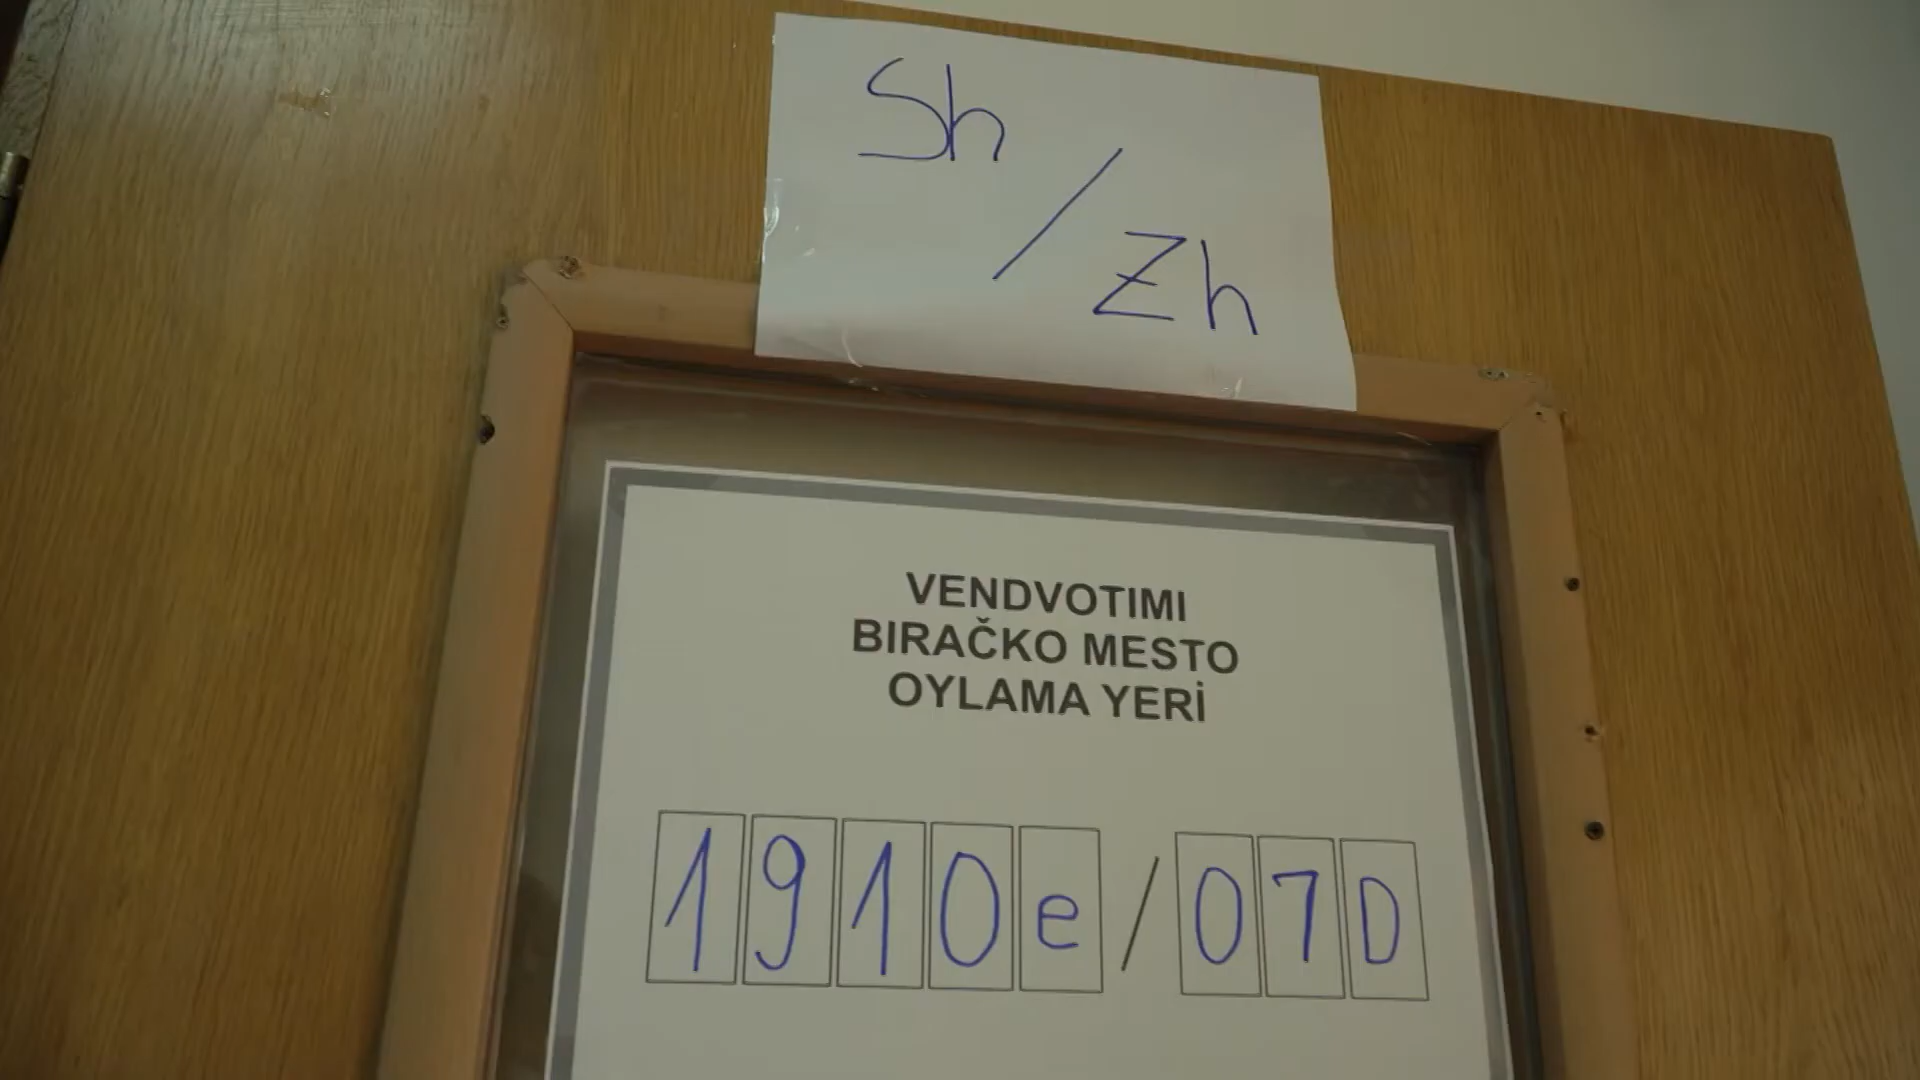 Sh
/
Zh
VENDVOTIMI
BIRAČKO MESTO
OYLAMA YERİ
1910e/07D